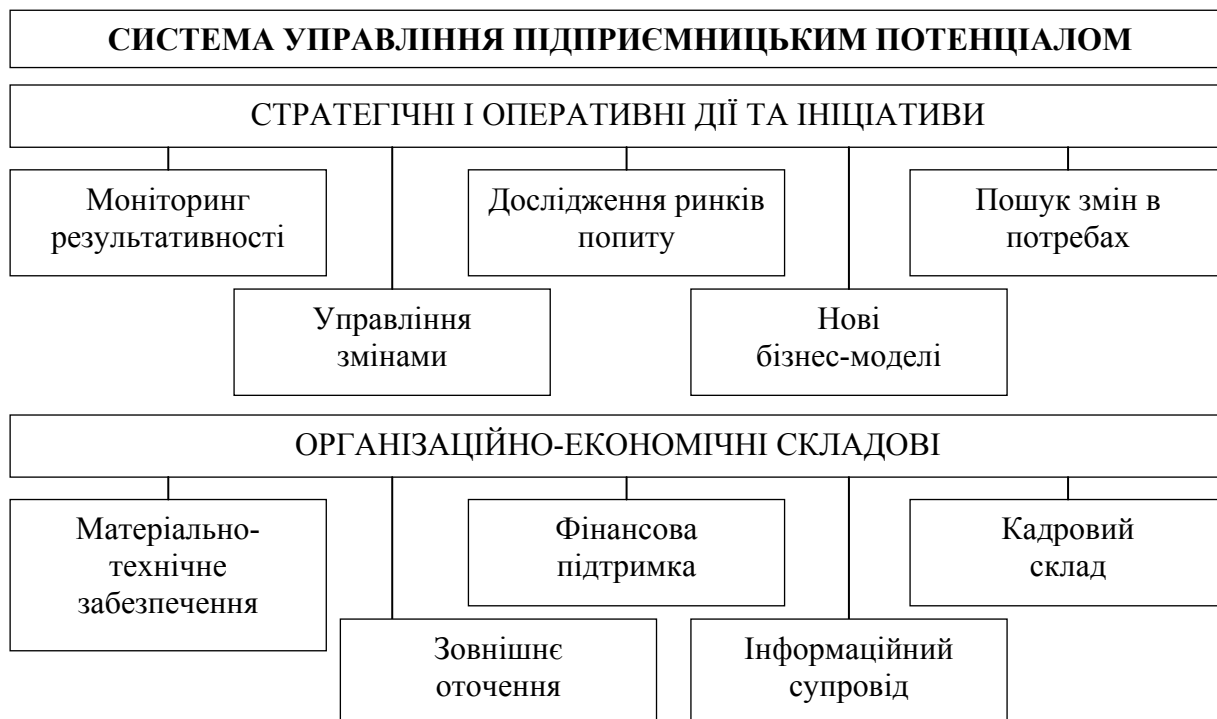 СИСТЕМА УПРАВЛІННЯ ПІДПРИЄМНИЦЬКИМ ПОТЕНЦІАЛОМ
СТРАТЕГІЧНІ І ОПЕРАТИВНІ ДІЇ ТА ІНІЦІАТИВИ
Моніторинг
результативності
Дослідження ринків
попиту
Пошук змін в
потребах
Управління
змінами
Нові
бізнес-моделі
ОРГАНІЗАЦІЙНО-ЕКОНОМІЧНІ СКЛАДОВІ
Матеріально-
технічне
забезпечення
Фінансова
підтримка
Кадровий
склад
Зовнішнє
оточення
Інформаційний
супровід